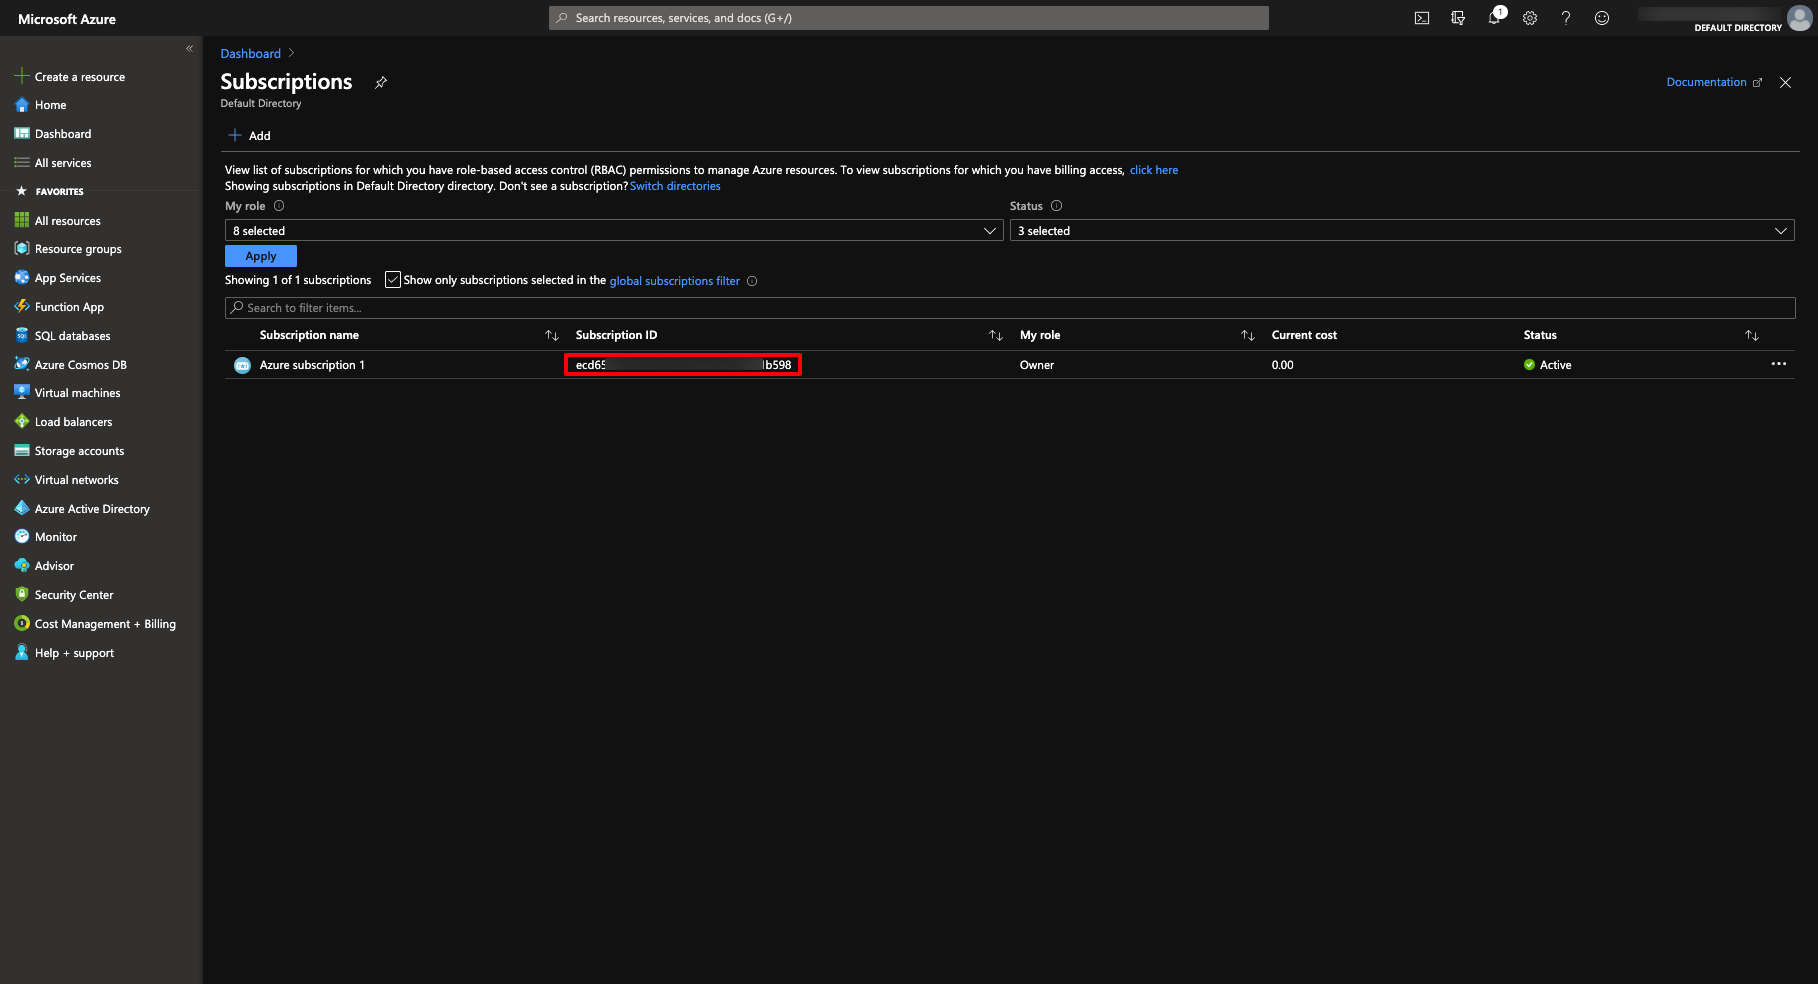 Microsoft Azure
Search resources, services, and docs (G+/)
1
DEFAULT DIRECTORY
«
Create a resource
Home
Dashboard
All services
FAVORITES
All resources
Resource groups
App Services
Function App
SQL databases
Azure Cosmos DB
Virtual machines
Load balancers
Storage accounts
Virtual networks
Azure Active Directory
Monitor
Advisor
Security Center
Cost Management + Billing
Help + support
Dashboard >
Subscriptions
Default Directory
Documentation
+ Add
View list of subscriptions for which you have role-based access control (RBAC) permissions to manage Azure resources. To view subscriptions for which you have billing access, click here
Showing subscriptions in Default Directory directory. Don't see a subscription? Switch directories
My role
Status
8 selected
3 selected
Apply
Showing 1 of 1 subscriptions
Show only subscriptions selected in the global subscriptions filter
Search to filter items...
Subscription name Subscription ID My role Current cost Status
Azure subscription 1 ecd65 b598 Owner 0.00 Active